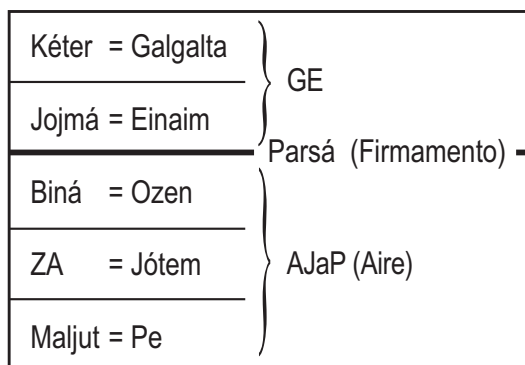 Kéter = Galgalta
GE
Jojmá = Einaim
Parsá (Firmamento)
Biná = Ozen
ZA = Jótem
AJaP (Aire)
Maljut = Pe